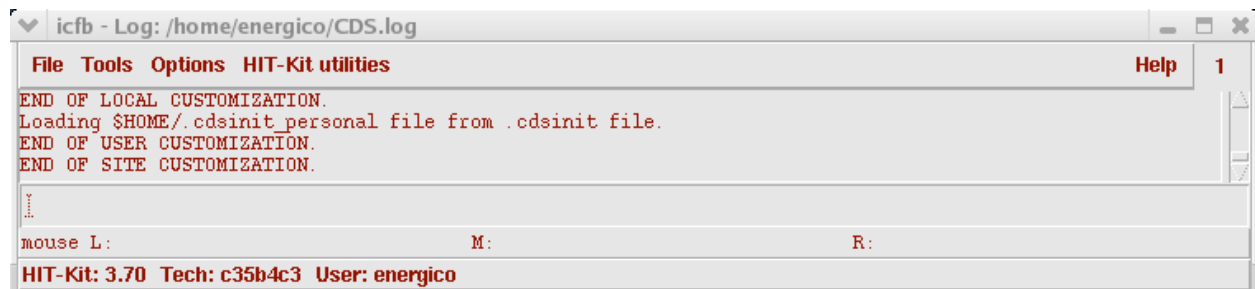 icfb - Log: /home/energico/CDS.log
File Tools Options HIT-Kit utilities Help 1
END OF LOCAL CUSTOMIZATION.
Loading $HOME/.cdsinit_personal file from .cdsinit file.
END OF USER CUSTOMIZATION.
END OF SITE CUSTOMIZATION.
mouse L: M: R:
HIT-Kit: 3.70 Tech: c35b4c3 User: energico